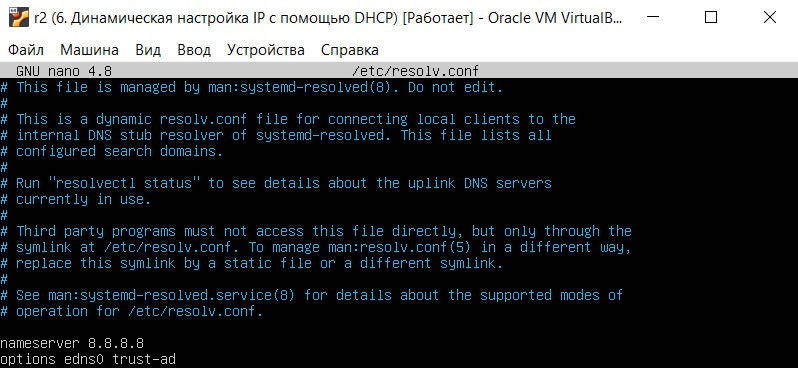 r2 (6. Динамическая настройка IP с помощью DHCP) [Работает] - Oracle VM VirtualB...
Файл Машина Вид Ввод Устройства Справка
GNU nano 4.8 /etc/resolv.conf
# This file is managed by man:systemd-resolved(8). Do not edit.
#
# This is a dynamic resolv.conf file for connecting local clients to the
# internal DNS stub resolver of systemd-resolved. This file lists all
# configured search domains.
#
# Run "resolvectl status" to see details about the uplink DNS servers
# currently in use.
#
# Third party programs must not access this file directly, but only through the
# symlink at /etc/resolv.conf. To manage man:resolv.conf(5) in a different way,
# replace this symlink by a static file or a different symlink.
#
# See man:systemd-resolved.service(8) for details about the supported modes of
# operation for /etc/resolv.conf.
nameserver 8.8.8.8
options edns0 trust-ad